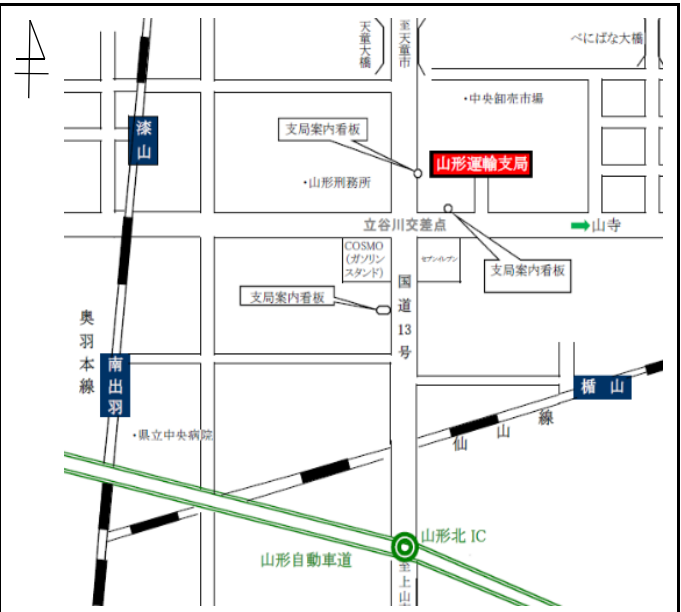 天童大橋
至天童市
べにばな大橋
・中央卸売市場
支局案内看板
漆山
山形運輸支局
・山形刑務所
立谷川交差点
山寺
COSMO
(ガソリン
スタンド)
セブンイレブン
支局案内看板
国道13号
支局案内看板
奥羽本線
南出羽
楯山
仙山線
・県立中央病院
山形北IC
山形自動車道
至上山